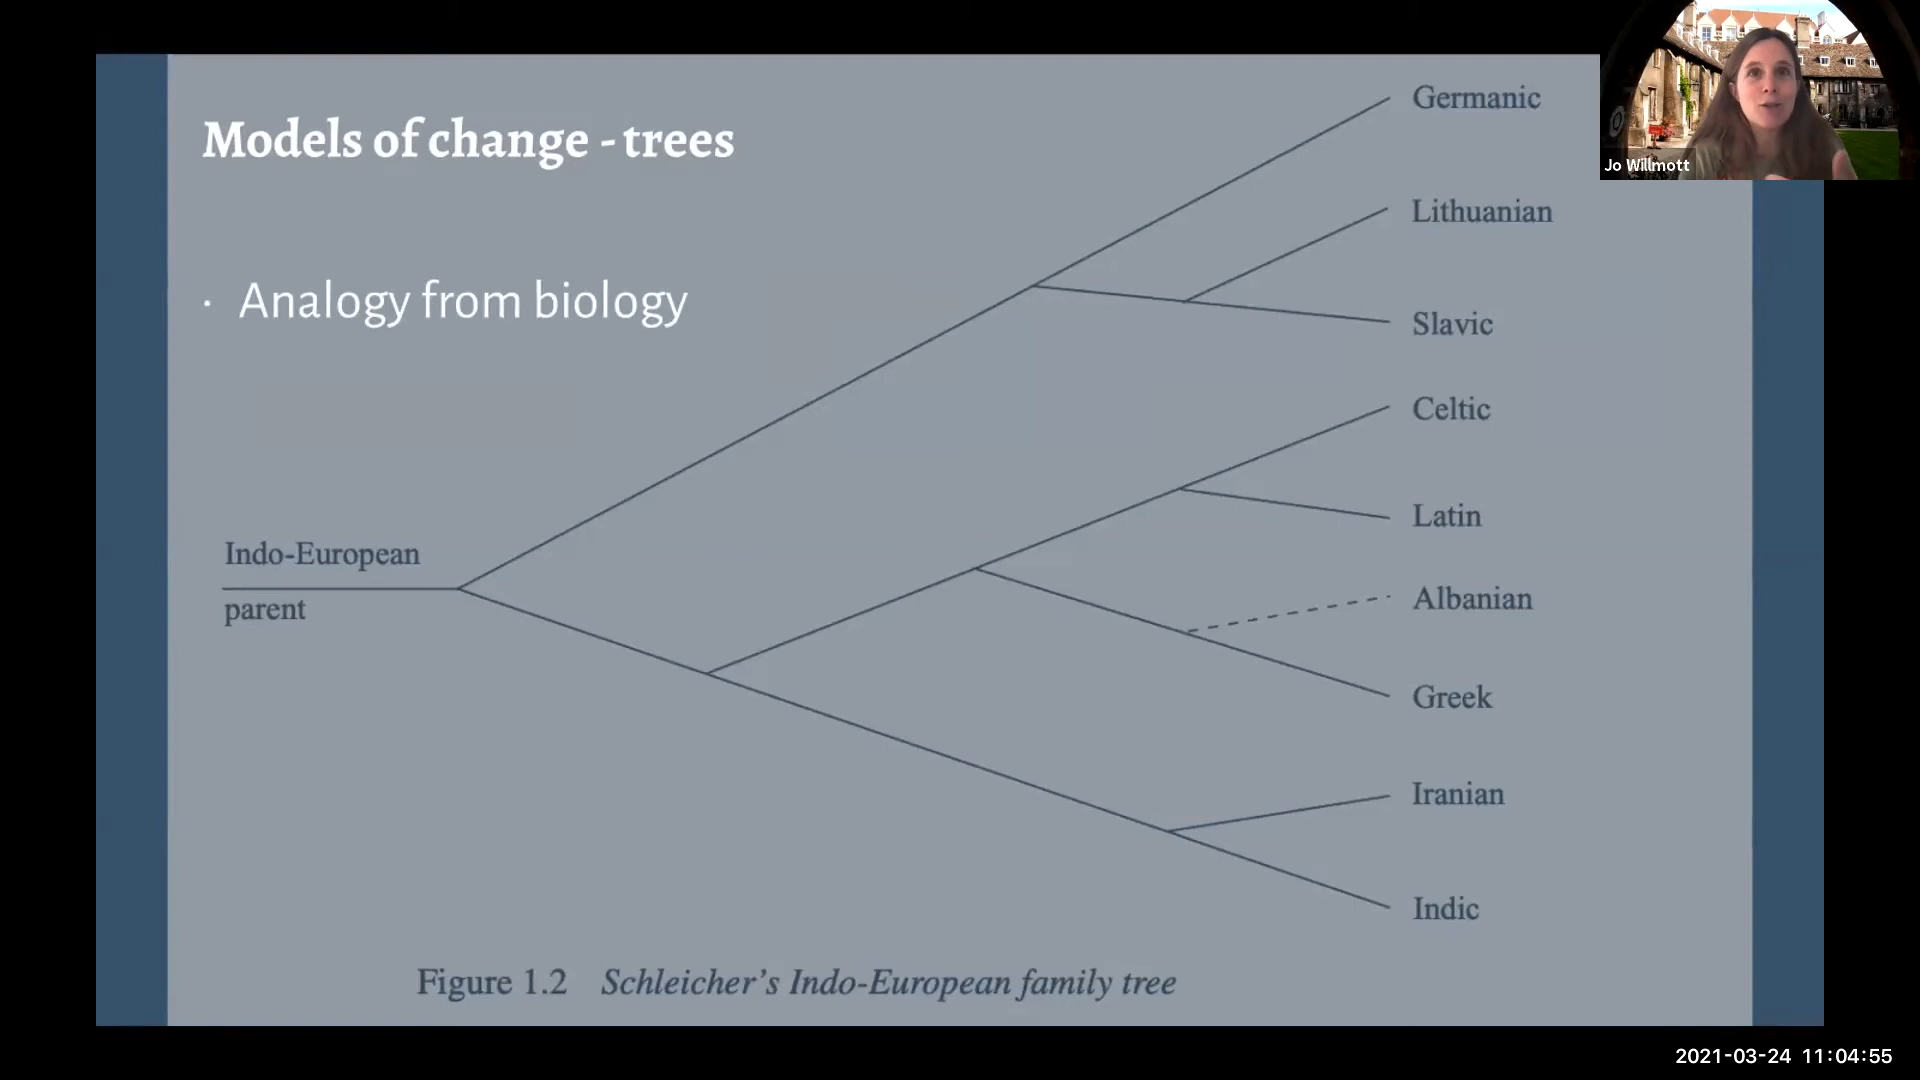 Models of change - trees
· Analogy from biology
Germanic
Lithuanian
Slavic
Celtic
Latin
Albanian
Greek
Iranian
Indic
Indo-European
parent
Figure 1.2 Schleicher's Indo-European family tree
Jo Willmott
2021-03-24 11:04:55